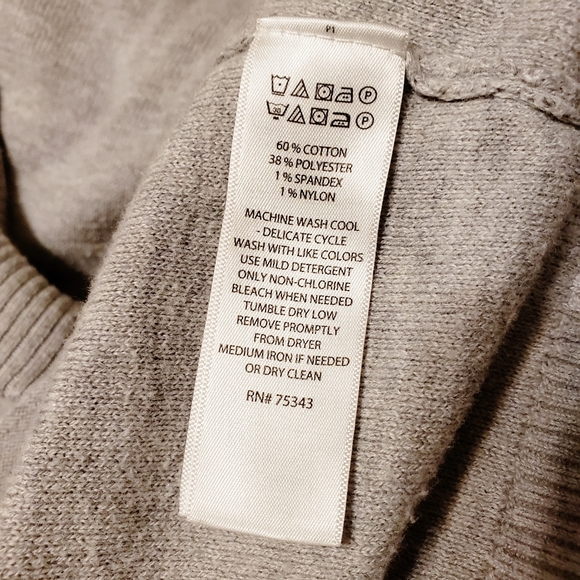 P
P
60 % COTTON
38 % POLYESTER
1 % SPANDEX
1 % NYLON
MACHINE WASH COOL
- DELICATE CYCLE
WASH WITH LIKE COLORS
USE MILD DETERGENT
ONLY NON-CHLORINE
BLEACH WHEN NEEDED
TUMBLE DRY LOW
REMOVE PROMPTLY
FROM DRYER
MEDIUM IRON IF NEEDED
OR DRY CLEAN
RN# 75343